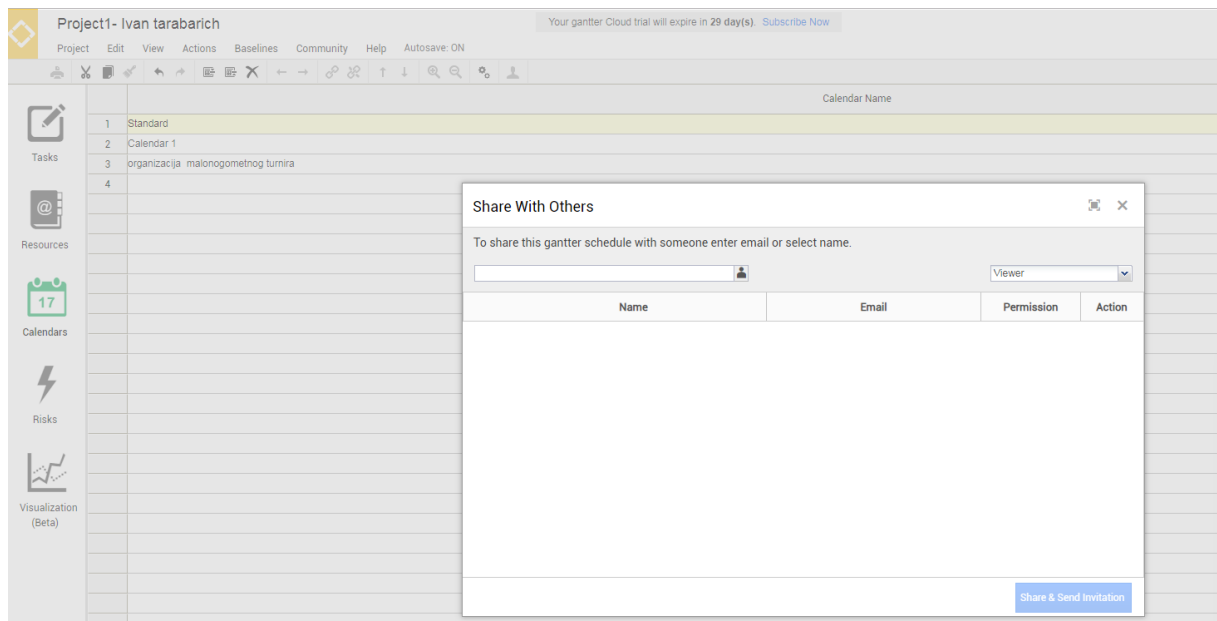 Project1- Ivan tarabarich
Your gantter Cloud trial will expire in 29 day(s). Subscribe Now
Project Edit View Actions Baselines Community Help Autosave: ON
Calendar Name
1 Standard
2 Calendar 1
3 organizacija malonogometnog turnira
4
Tasks
@
Resources
17
Calendars
Risks
Visualization
(Beta)
Share With Others
To share this gantter schedule with someone enter email or select name.
Viewer
Name Email Permission Action
Share & Send Invitation